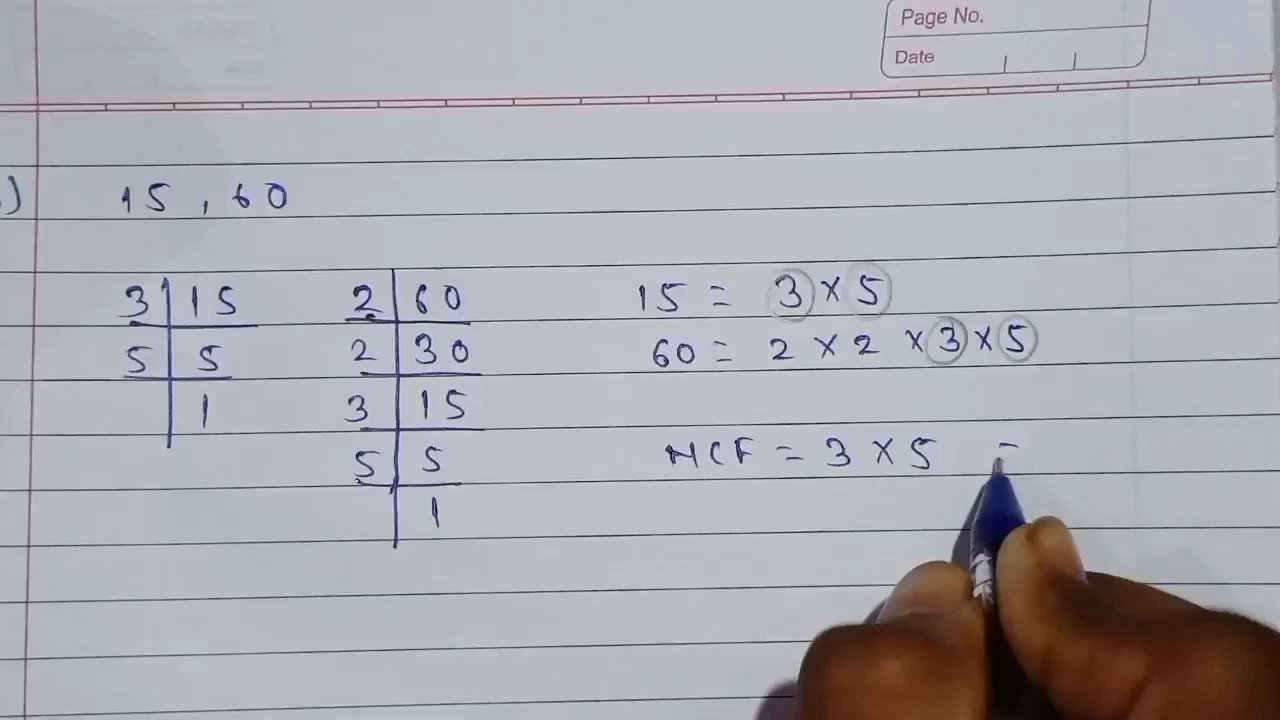 Page No.
Date
) 15 , 60
3 | 15
5 | 5
1
2 | 60
2 | 30
3 | 15
5 | 5
1
15 = 3 × 5
60 = 2 × 2 × 3 × 5
HCF = 3 × 5 =